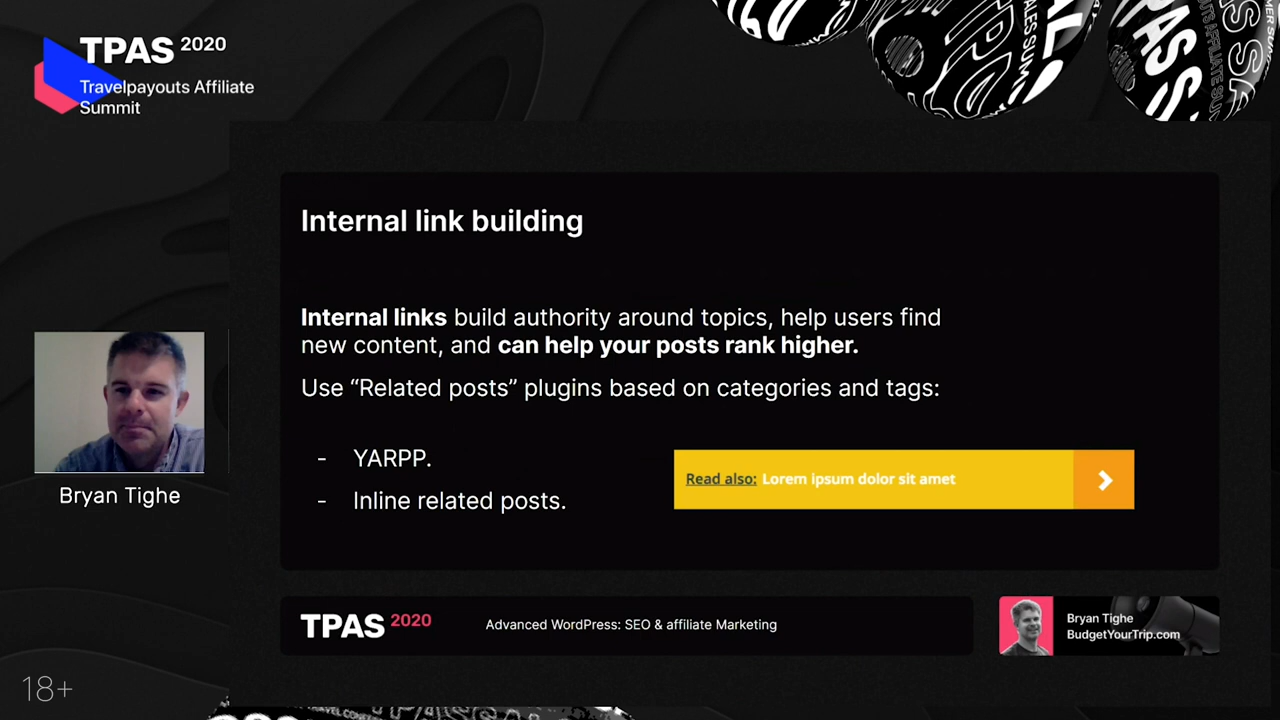 TPAS 2020
Travelpayouts Affiliate
Summit
Internal link building
Internal links build authority around topics, help users find
new content, and can help your posts rank higher.
Use “Related posts” plugins based on categories and tags:
- YARPP.
- Inline related posts.
Read also: Lorem ipsum dolor sit amet
Bryan Tighe
TPAS 2020
Advanced WordPress: SEO & affiliate Marketing
Bryan Tighe
BudgetYourTrip.com
18+